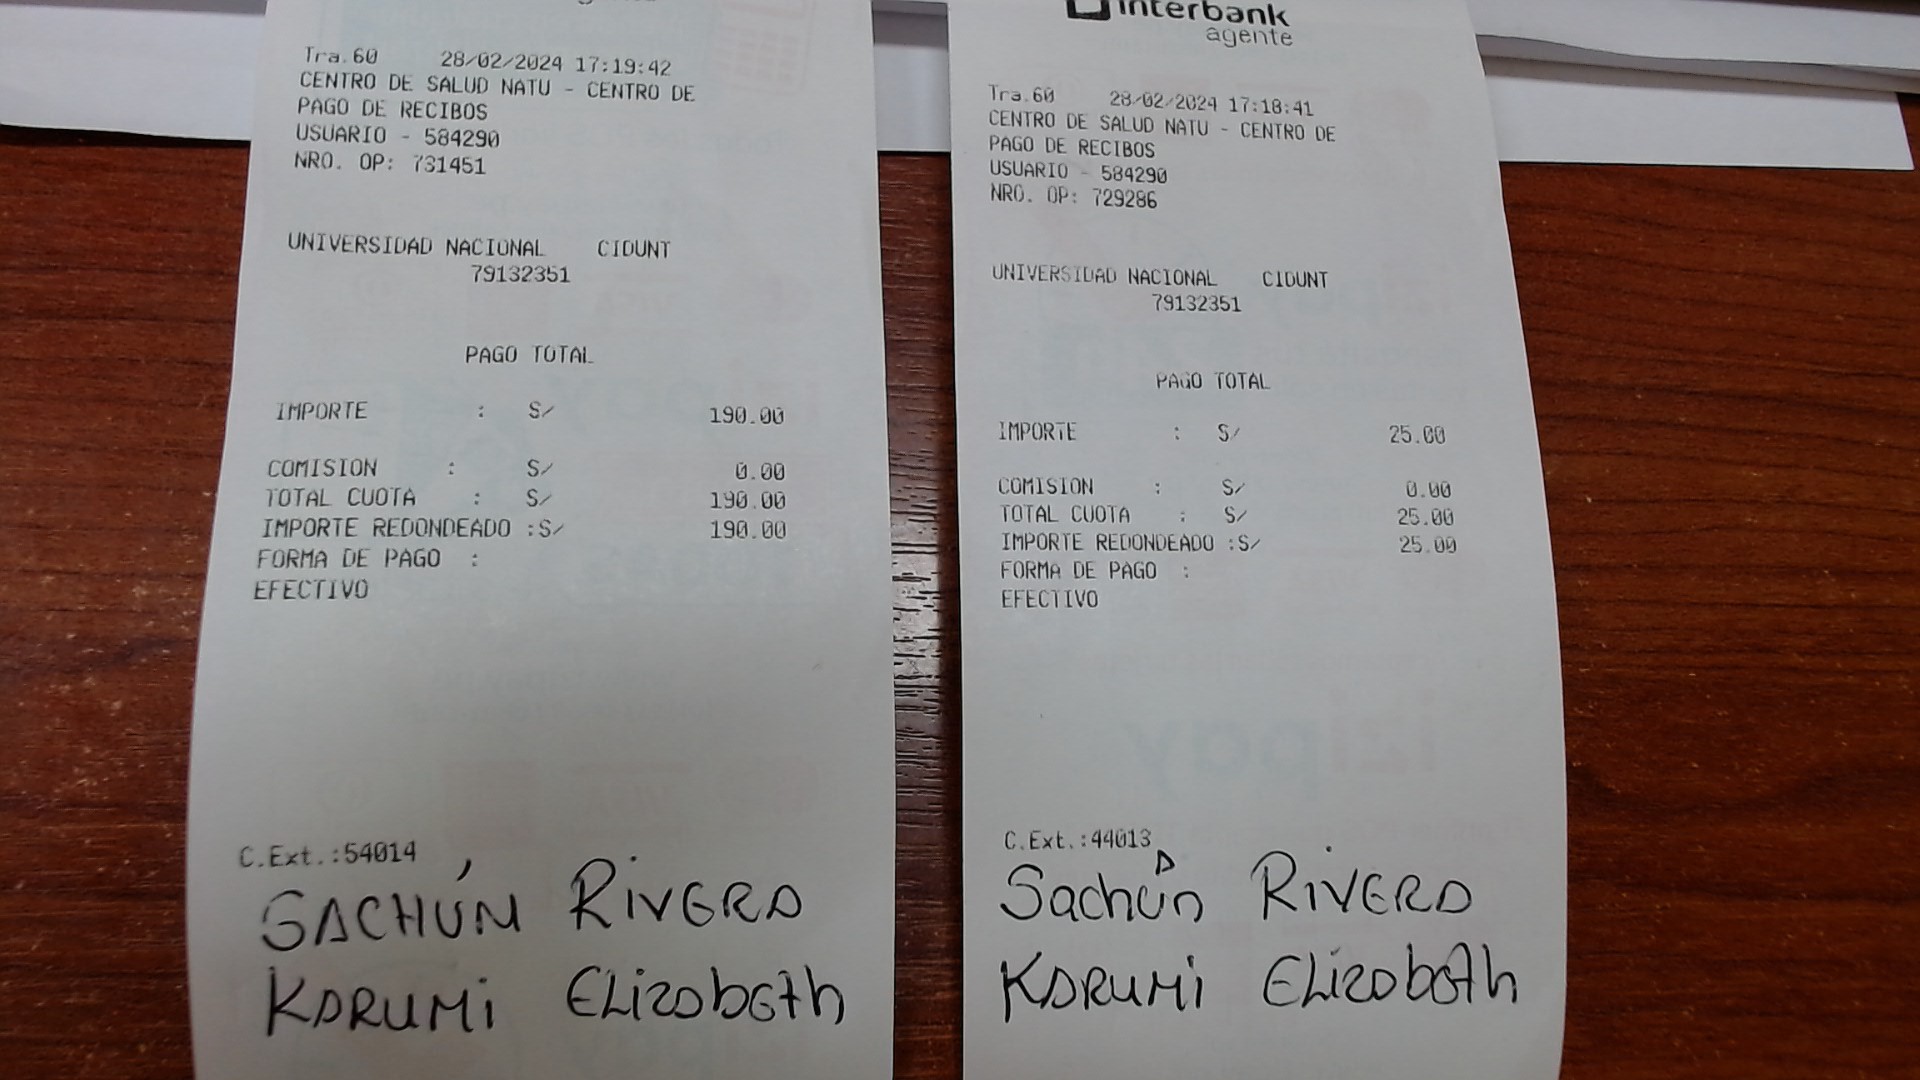 Tra.60 28/02/2024 17:19:42
CENTRO DE SALUD NATU - CENTRO DE
PAGO DE RECIBOS
USUARIO - 584290
NRO. OP: 731451
UNIVERSIDAD NACIONAL CIDUNT
79132351
PAGO TOTAL
IMPORTE : S/ 190.00
COMISION : S/ 0.00
TOTAL CUOTA : S/ 190.00
IMPORTE REDONDEADO :S/ 190.00
FORMA DE PAGO :
EFECTIVO
C.Ext.:54014
SACHÚN RIVERA
KARUMI Elizabeth
interbank
agente
Tra.60 28/02/2024 17:18:41
CENTRO DE SALUD NATU - CENTRO DE
PAGO DE RECIBOS
USUARIO - 584290
NRO. OP: 729286
UNIVERSIDAD NACIONAL CIDUNT
79132351
PAGO TOTAL
IMPORTE : S/ 25.00
COMISION : S/ 0.00
TOTAL CUOTA : S/ 25.00
IMPORTE REDONDEADO :S/ 25.00
FORMA DE PAGO :
EFECTIVO
C.Ext.:44013
Sachún RIVERA
KARUMi Elizabeth